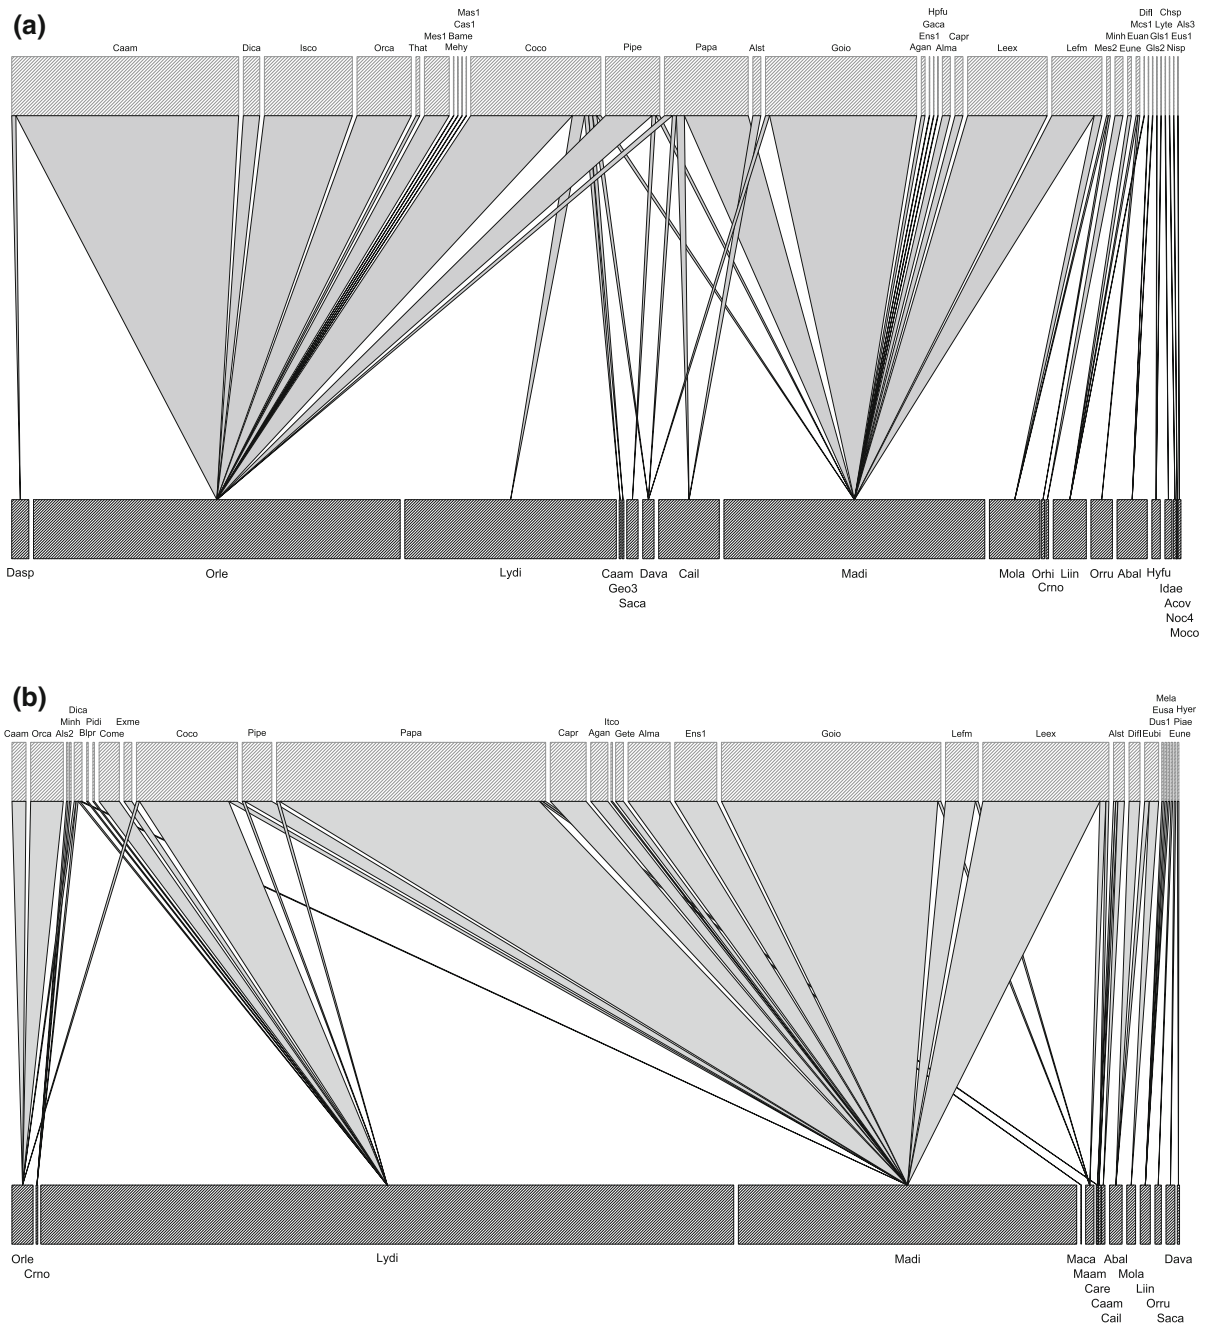 (a)
Mas1
Hpfu
Difl Chsp
Cas1
Gaca
Mcs1 Lyte Als3
Mes1 Bame
Ens1 Capr
Minh Euan Gls1 Eus1
Caam Dica Isco Orca That Mehy Coco Pipe Papa Alst Goio Agan Alma Leex Lefm Mes2 Eune Gls2 Nisp
Dasp Orle Lydi Caam Dava Cail Madi Mola Orhi Liin Orru Abal Hyfu
Geo3 Crno Idae
Saca Acov
Noc4
Moco
(b)
Mela
Dica Eusa Hyer
Minh Pidi Exme Itco Dus1 Piae
Caam Orca Als2 Blpr Come Coco Pipe Papa Capr Agan Gete Alma Ens1 Goio Lefm Leex Alst Difl Eubi Eune
Orle Lydi Madi Maca Abal Dava
Crno Maam Mola
Care Liin
Caam Orru
Cail Saca